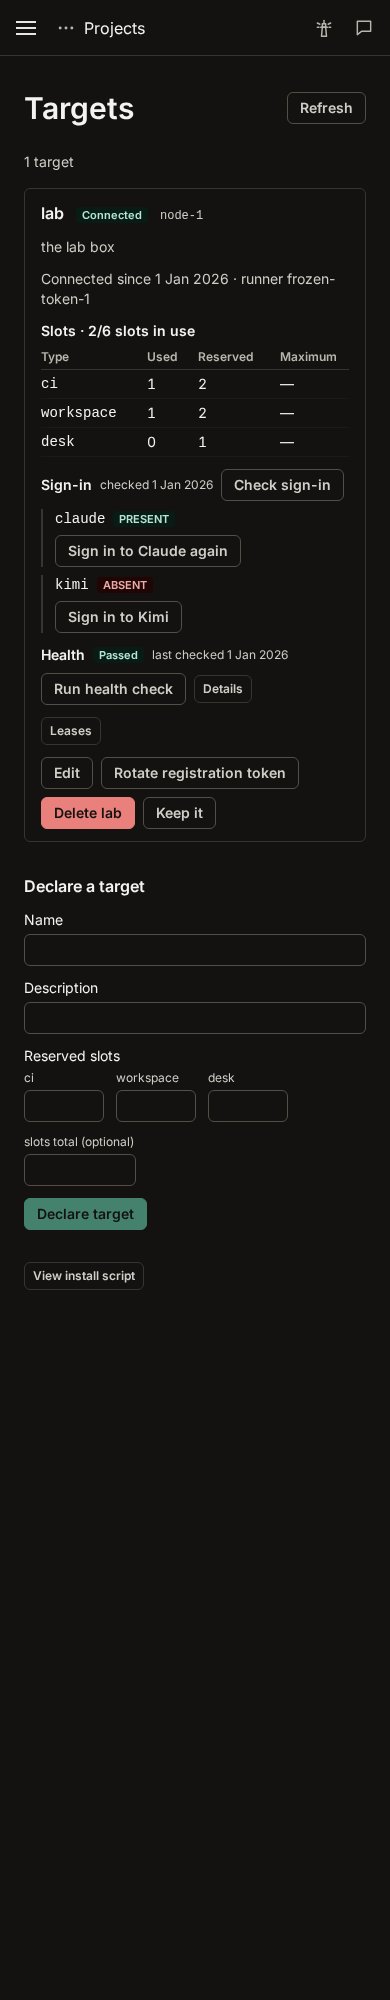 Projects
Targets
Refresh
1 target
lab Connected node-1
the lab box
Connected since 1 Jan 2026 · runner frozen-
token-1
Slots · 2/6 slots in use
Type Used Reserved Maximum
ci 1 2 —
workspace 1 2 —
desk 0 1 —
Sign-in checked 1 Jan 2026 Check sign-in
claude PRESENT
Sign in to Claude again
kimi ABSENT
Sign in to Kimi
Health Passed last checked 1 Jan 2026
Run health check Details
Leases
Edit Rotate registration token
Delete lab Keep it
Declare a target
Name
Description
Reserved slots
ci workspace desk
slots total (optional)
Declare target
View install script